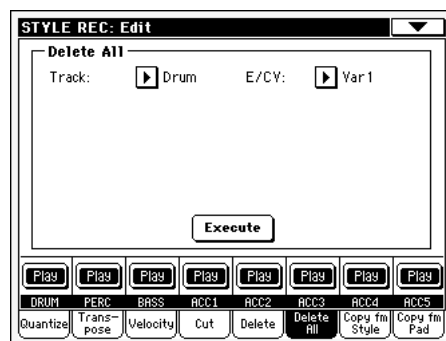 STYLE REC: Edit
Delete All
Track: Drum E/CV: Var1
Execute
Play Play Play Play Play Play Play Play
DRUM PERC BASS ACC1 ACC2 ACC3 ACC4 ACC5
Quantize Trans-pose Velocity Cut Delete Delete All Copy fm Style Copy fm Pad